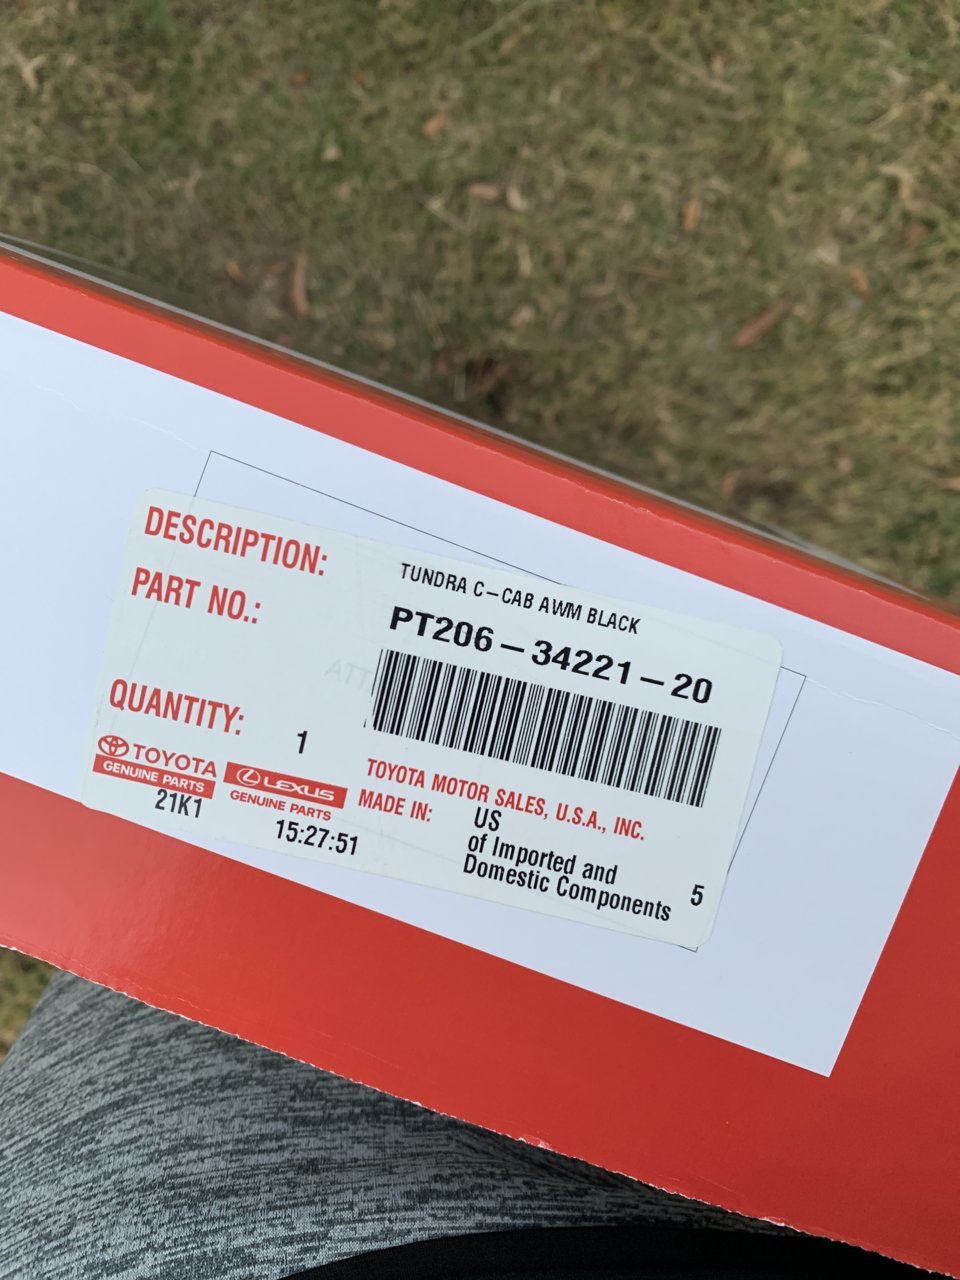 DESCRIPTION:
TUNDRA C-CAB AWM BLACK
PART NO.:
PT206-34221-20
QUANTITY:
1
TOYOTA
GENUINE PARTS
LEXUS
GENUINE PARTS
21K1
15:27:51
TOYOTA MOTOR SALES, U.S.A., INC.
MADE IN:
US
of Imported and
Domestic Components
5